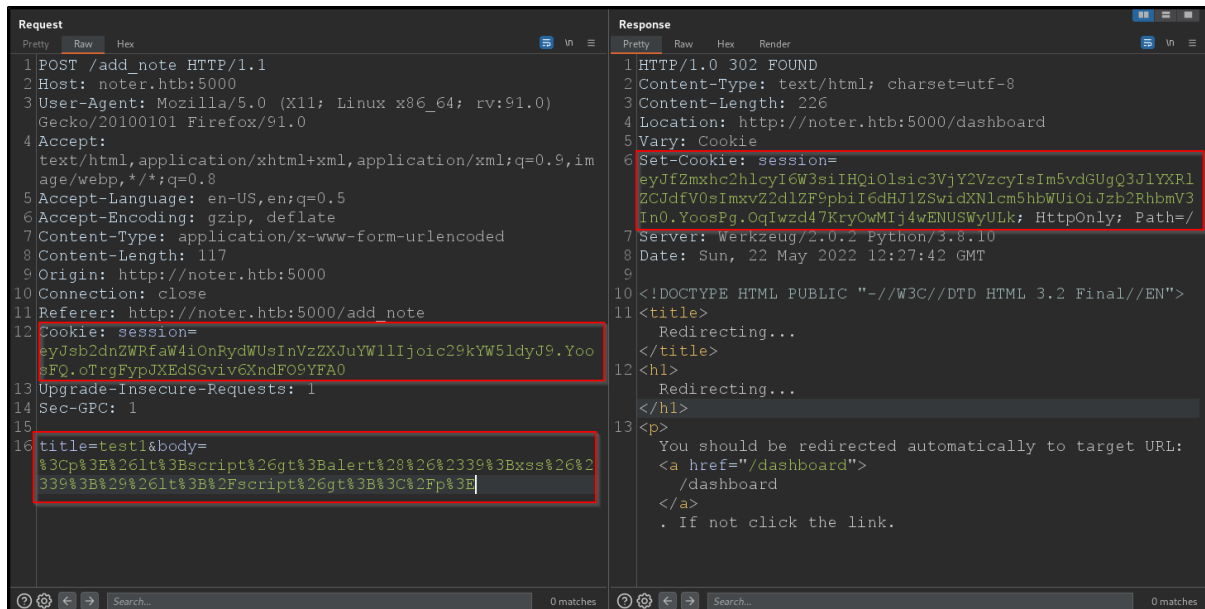 Request
Pretty Raw Hex
\n
1 POST /add_note HTTP/1.1
2 Host: noter.htb:5000
3 User-Agent: Mozilla/5.0 (X11; Linux x86_64; rv:91.0)
Gecko/20100101 Firefox/91.0
4 Accept:
text/html,application/xhtml+xml,application/xml;q=0.9,im
age/webp,*/*;q=0.8
5 Accept-Language: en-US,en;q=0.5
6 Accept-Encoding: gzip, deflate
7 Content-Type: application/x-www-form-urlencoded
8 Content-Length: 117
9 Origin: http://noter.htb:5000
10 Connection: close
11 Referer: http://noter.htb:5000/add_note
12 Cookie: session=
eyJsb2dnZWRfaW4iOnRydWUsInVzZXJuYW1lIjoic29kYW5ldyJ9.Yoo
sFQ.oTrgFypJXEdSGviv6XndFO9YFA0
13 Upgrade-Insecure-Requests: 1
14 Sec-GPC: 1
15
16 title=test1&body=
%3Cp%3E%26lt%3Bscript%26gt%3Balert%28%26%2339%3Bxss%26%2
339%3B%29%26lt%3B%2Fscript%26gt%3B%3C%2Fp%3E
Search...
0 matches
Response
Pretty Raw Hex Render
\n
1 HTTP/1.0 302 FOUND
2 Content-Type: text/html; charset=utf-8
3 Content-Length: 226
4 Location: http://noter.htb:5000/dashboard
5 Vary: Cookie
6 Set-Cookie: session=
eyJfZmxhc2hlcyI6W3siIHQiOlsic3VjY2VzcyIsIm5vdGUgQ3JlYXRl
ZCJdfV0sImxvZ2dlZF9pbiI6dHJ1ZSwidXNlcm5hbWUiOiJzb2RhbmV3
In0.YoosPg.OqIwzd47KryOwMIj4wENUSWyULk; HttpOnly; Path=/
7 Server: Werkzeug/2.0.2 Python/3.8.10
8 Date: Sun, 22 May 2022 12:27:42 GMT
9
10 <!DOCTYPE HTML PUBLIC "-//W3C//DTD HTML 3.2 Final//EN">
11 <title>
Redirecting...
</title>
12 <h1>
Redirecting...
</h1>
13 <p>
You should be redirected automatically to target URL:
<a href="/dashboard">
/dashboard
</a>
. If not click the link.
Search...
0 matches